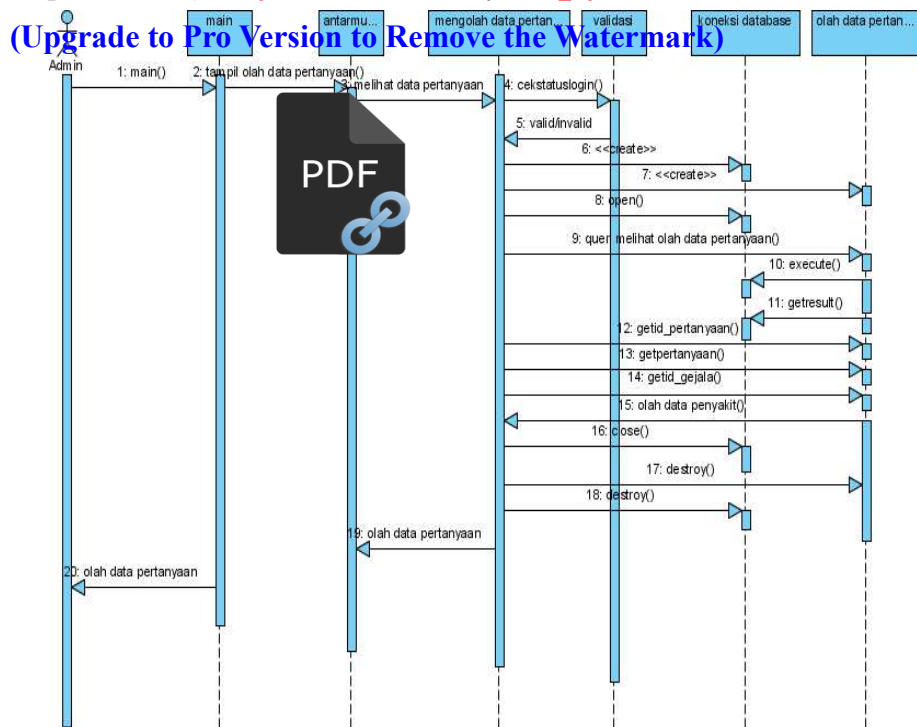 main
antarmu...
mengolah data pertan...
validasi
koneksi database
olah data pertan...
(Upgrade to Pro Version to Remove the Watermark)
Admin
1: main()
2: tampil olah data pertanyaan()
3: melihat data pertanyaan
4: cekstatuslogin()
5: valid/invalid
6: <<create>>
7: <<create>>
8: open()
PDF
9: queri melihat olah data pertanyaan()
10: execute()
11: getresult()
12: getid_pertanyaan()
13: getpertanyaan()
14: getid_gejala()
15: olah data penyakit()
16: close()
17: destroy()
18: destroy()
19: olah data pertanyaan
20: olah data pertanyaan